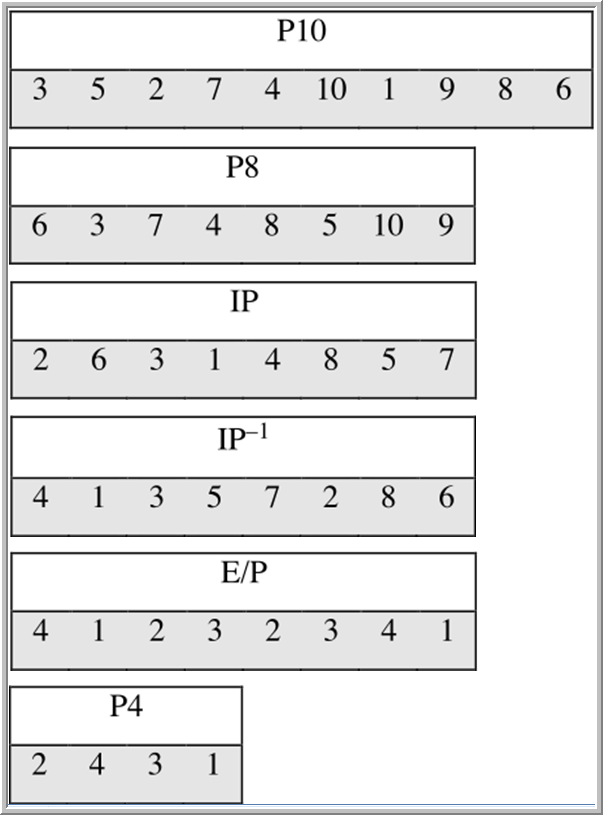 P10
3 5 2 7 4 10 1 9 8 6
P8
6 3 7 4 8 5 10 9
IP
2 6 3 1 4 8 5 7
IP⁻¹
4 1 3 5 7 2 8 6
E/P
4 1 2 3 2 3 4 1
P4
2 4 3 1